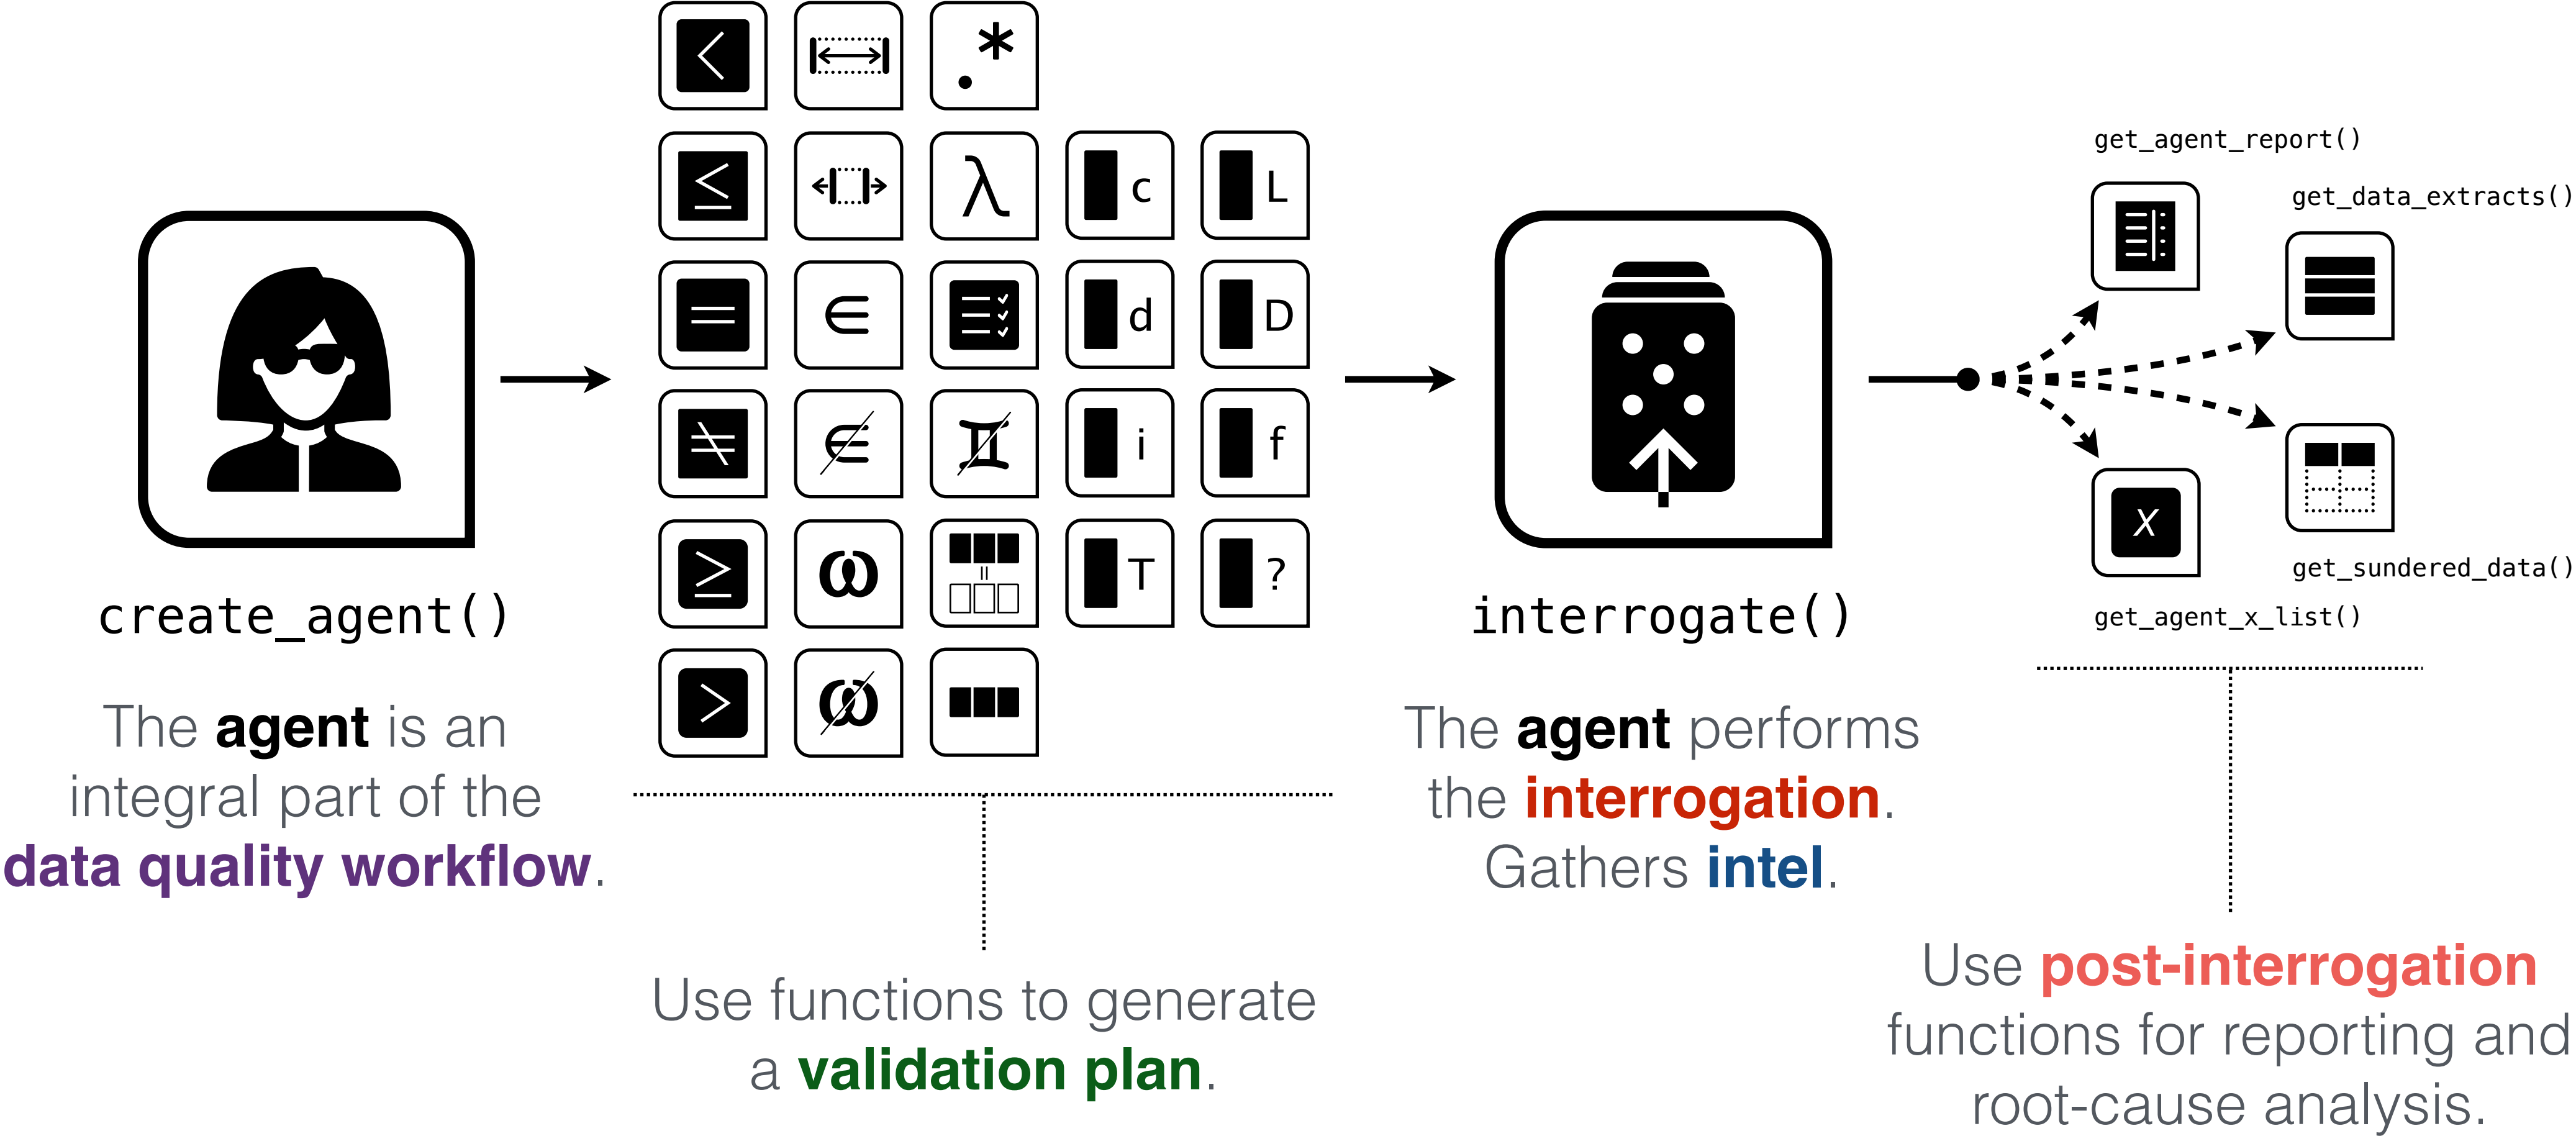 create_agent()
The agent is an
integral part of the
data quality workflow.
<
.*
≤
λ
c
L
=
∈
d
D
≠
∉
i
f
≥
ω
T
?
>
ω
Use functions to generate
a validation plan.
interrogate()
The agent performs
the interrogation.
Gathers intel.
get_agent_report()
get_data_extracts()
x
get_sundered_data()
get_agent_x_list()
Use post-interrogation
functions for reporting and
root-cause analysis.